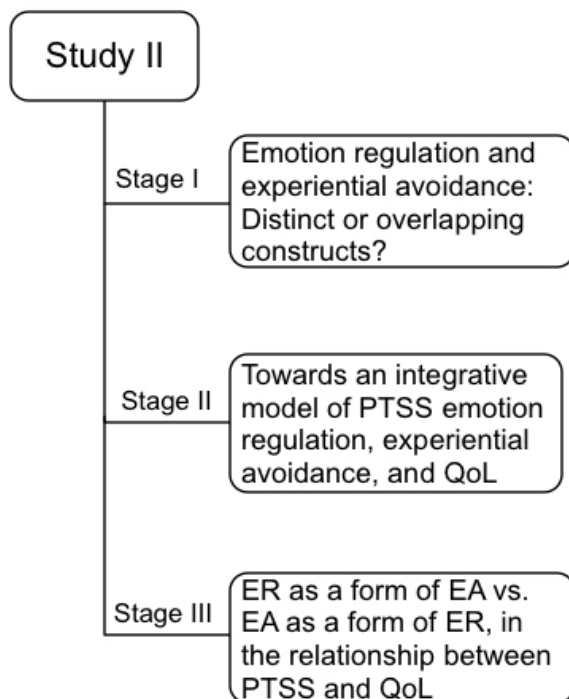 Study II
Stage I
Emotion regulation and
experiential avoidance:
Distinct or overlapping
constructs?
Stage II
Towards an integrative
model of PTSS emotion
regulation, experiential
avoidance, and QoL
Stage III
ER as a form of EA vs.
EA as a form of ER, in
the relationship between
PTSS and QoL